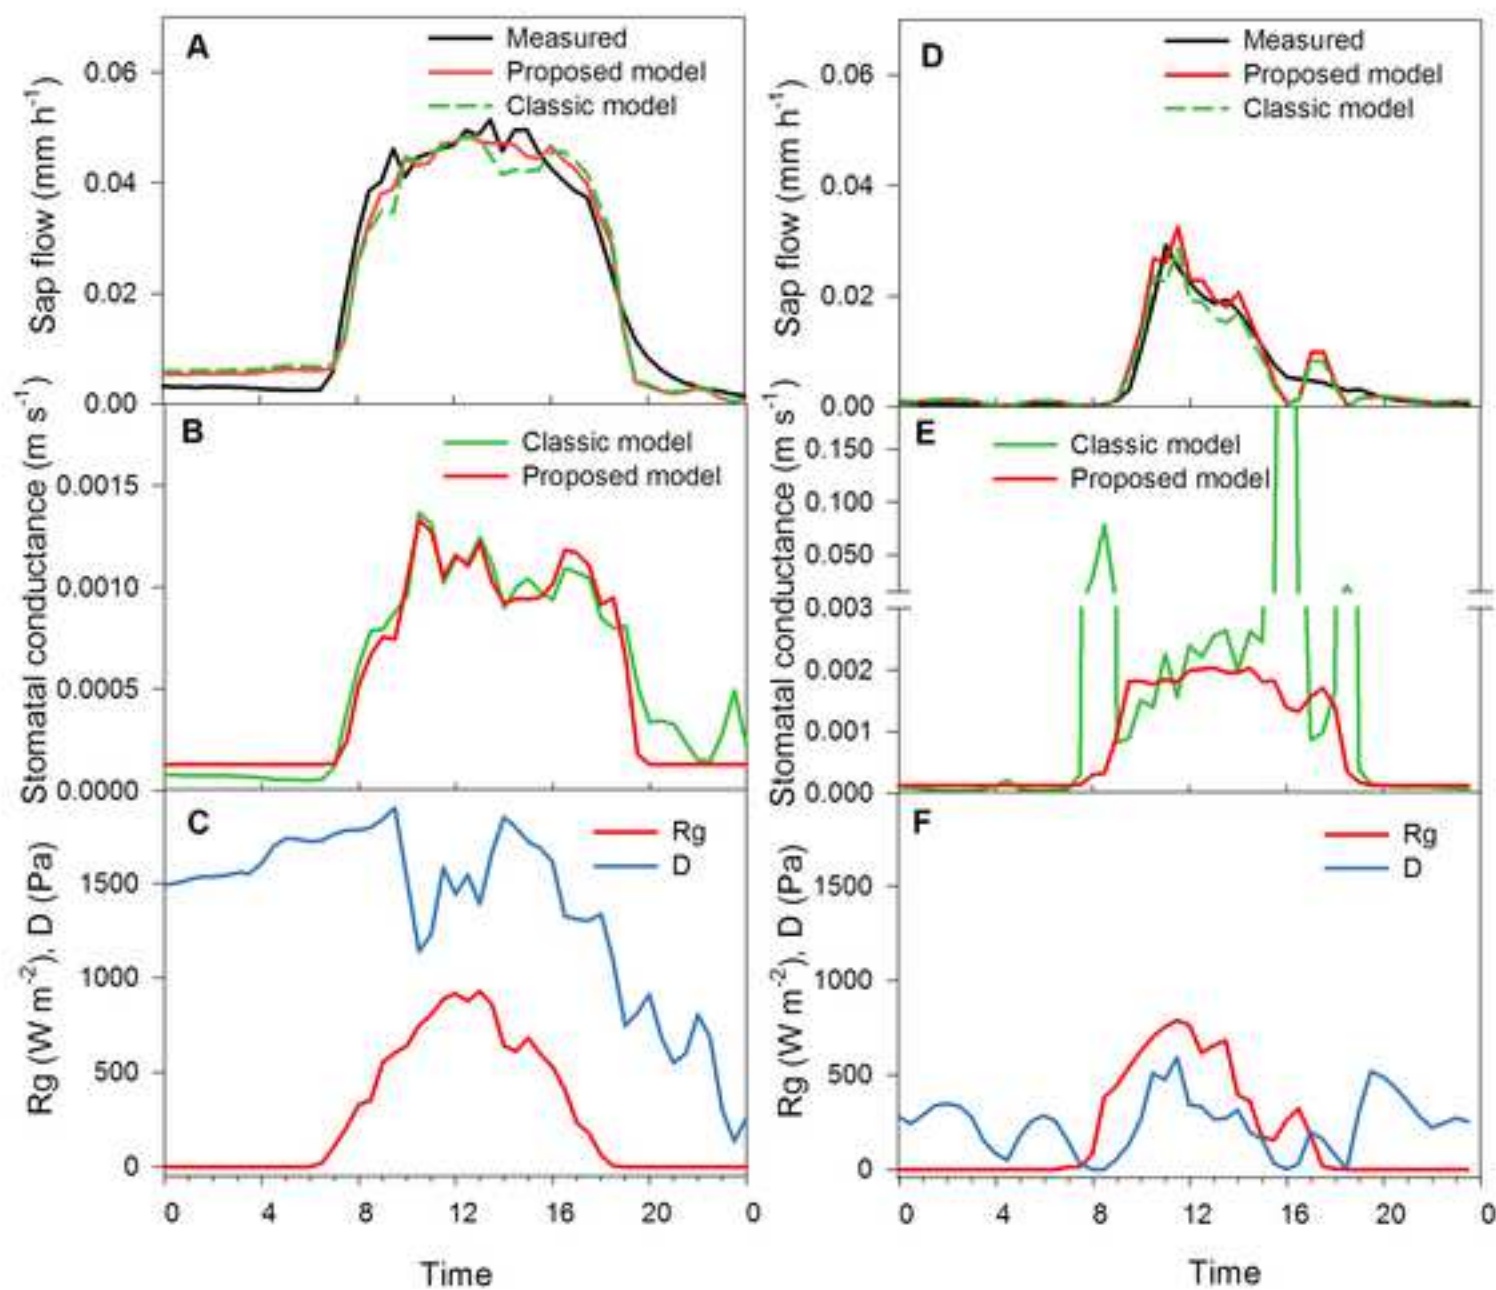 A
Measured
Proposed model
Classic model
0.06
0.04
0.02
0.00
Sap flow (mm h-1)
B
Classic model
Proposed model
0.0015
0.0010
0.0005
0.0000
Stomatal conductance (m s-1)
C
Rg
D
1500
1000
500
0
Rg (W m-2), D (Pa)
0 4 8 12 16 20 0
Time
D
Measured
Proposed model
Classic model
0.06
0.04
0.02
0.00
Sap flow (mm h-1)
E
Classic model
Proposed model
0.150
0.100
0.050
0.003
0.002
0.001
0.000
Stomatal conductance (m s-1)
F
Rg
D
1500
1000
500
0
Rg (W m-2), D (Pa)
0 4 8 12 16 20 0
Time